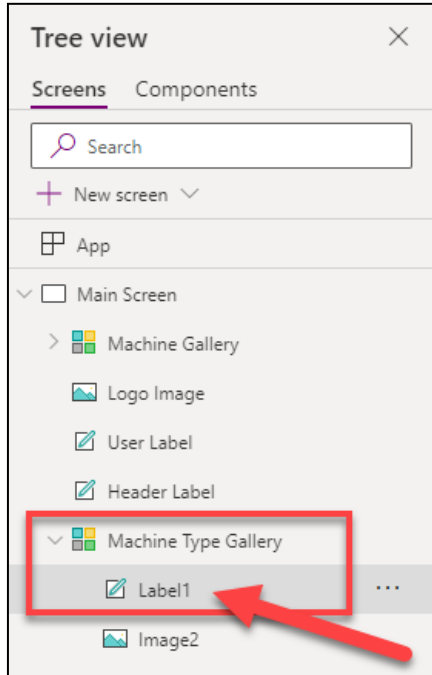 Tree view
Screens Components
Search
New screen
App
Main Screen
Machine Gallery
Logo Image
User Label
Header Label
Machine Type Gallery
Label1
Image2